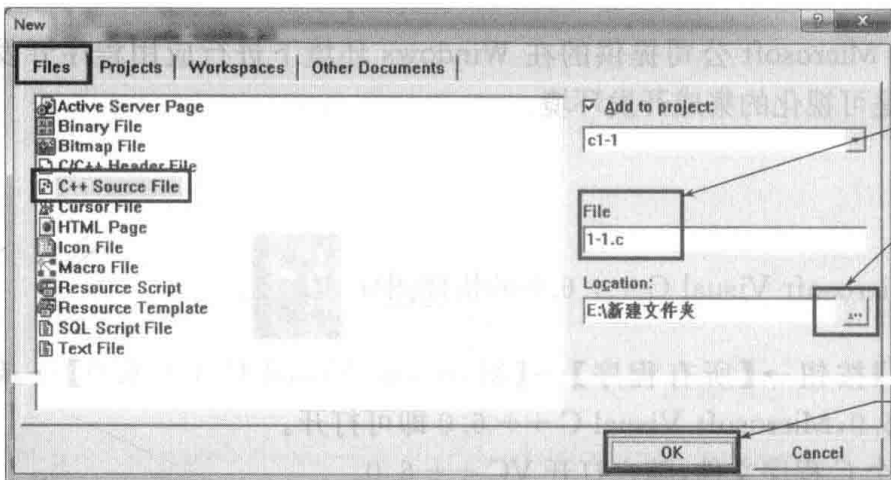 New
Files Projects Workspaces Other Documents
Active Server Page
Binary File
Bitmap File
C/C++ Header File
C++ Source File
Cursor File
HTML Page
Icon File
Macro File
Resource Script
Resource Template
SQL Script File
Text File
Add to project:
c1-1
File
1-1.c
Location:
E:\新建文件夹
...
OK Cancel